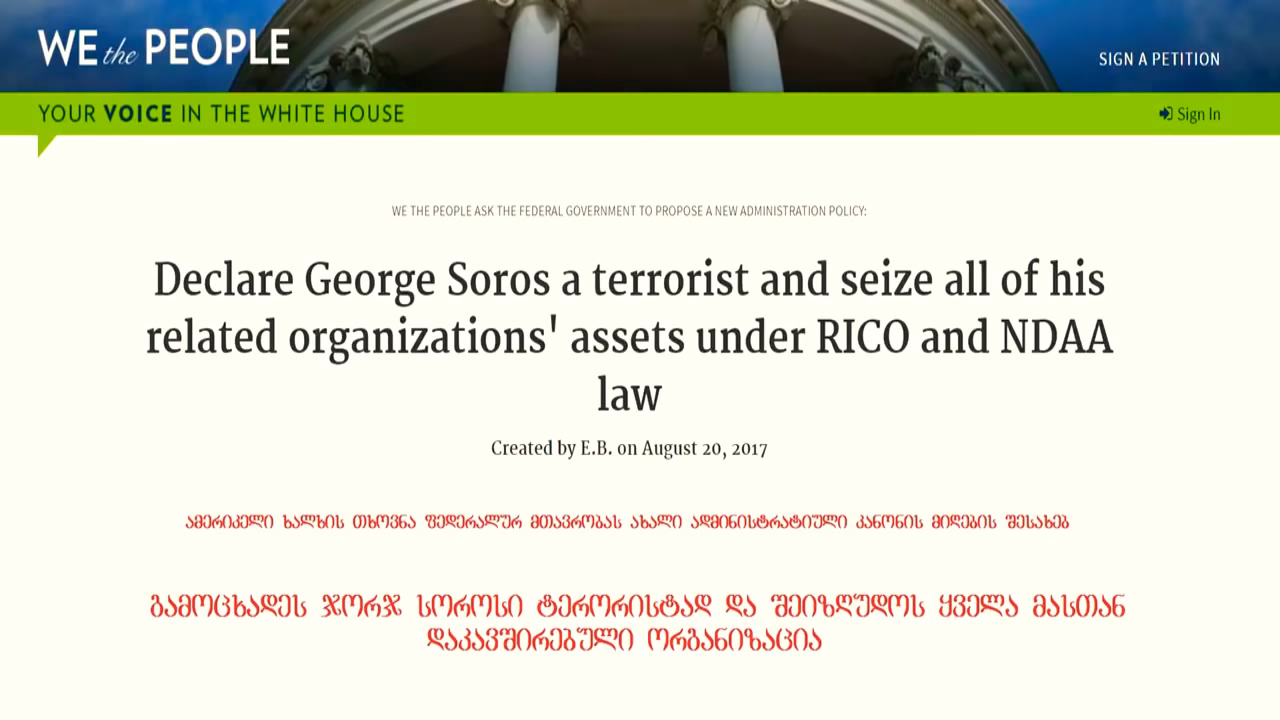 WE the PEOPLE
SIGN A PETITION
YOUR VOICE IN THE WHITE HOUSE
Sign In
WE THE PEOPLE ASK THE FEDERAL GOVERNMENT TO PROPOSE A NEW ADMINISTRATION POLICY:
Declare George Soros a terrorist and seize all of his
related organizations' assets under RICO and NDAA
law
Created by E.B. on August 20, 2017
ამერიკელი ხალხის თხოვნა ფედერალურ მთავრობას ახალი ადმინისტრატიული კანონის მიღების შესახებ
გამოცხადეს ჯორჯ სოროსი ტერორისტად და შეიზღუდოს ყველა მასთან
დაკავშირებული ორგანიზაცია